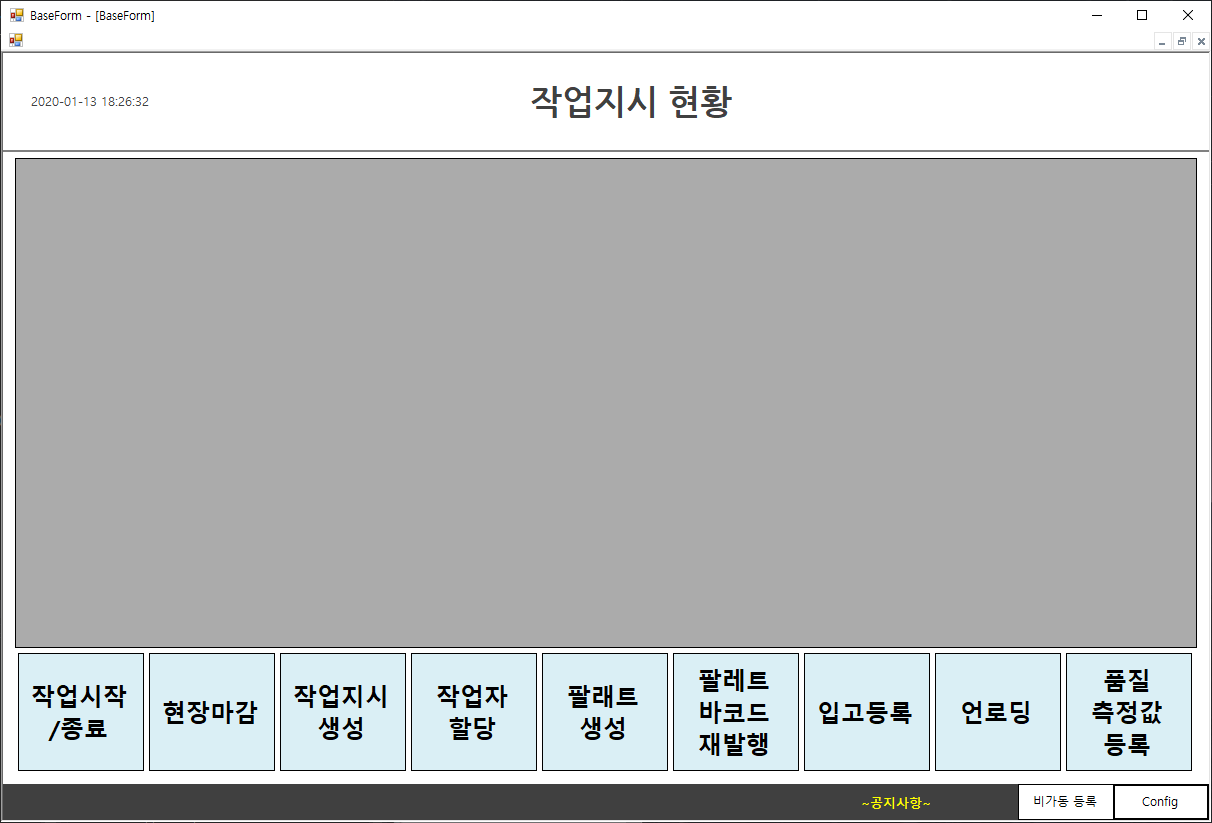 BaseForm - [BaseForm]
2020-01-13 18:26:32
작업지시 현황
작업시작
/종료
현장마감
작업지시
생성
작업자
할당
팔래트
생성
팔레트
바코드
재발행
입고등록
언로딩
품질
측정값
등록
~공지사항~
비가동 등록
Config